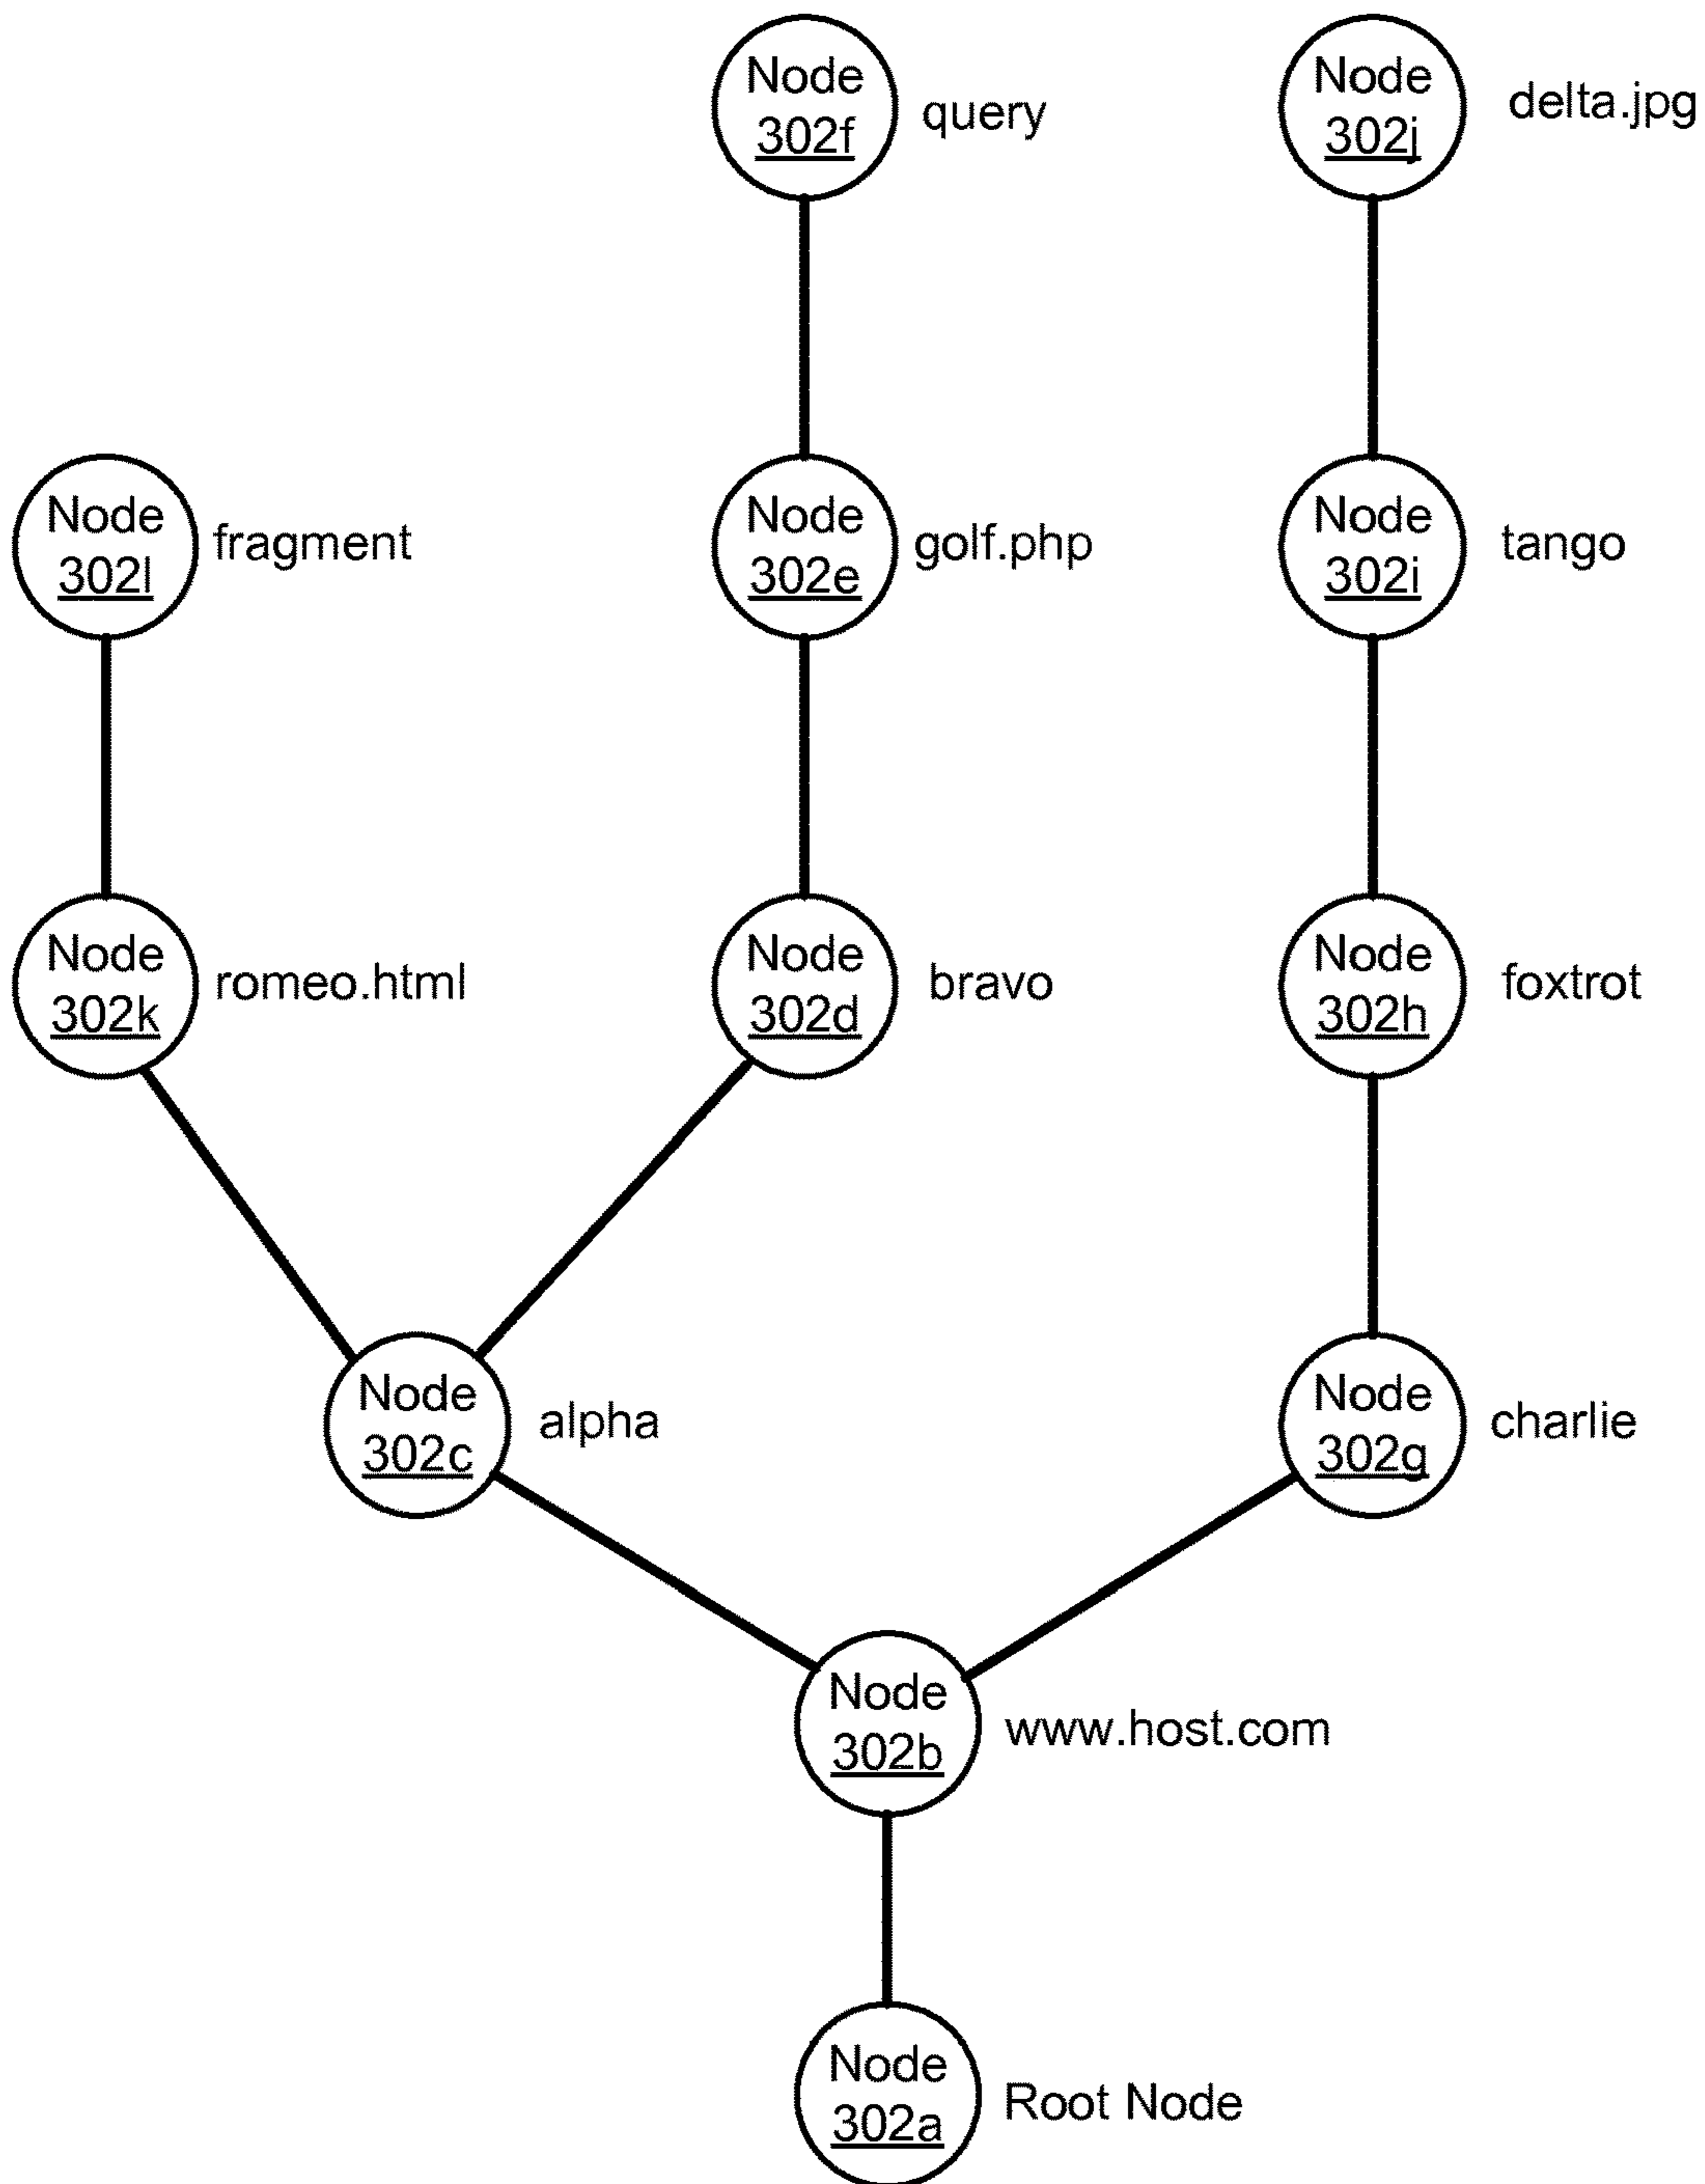 Node
302f
query
Node
302j
delta.jpg
Node
302l
fragment
Node
302e
golf.php
Node
302i
tango
Node
302k
romeo.html
Node
302d
bravo
Node
302h
foxtrot
Node
302c
alpha
Node
302g
charlie
Node
302b
www.host.com
Node
302a
Root Node